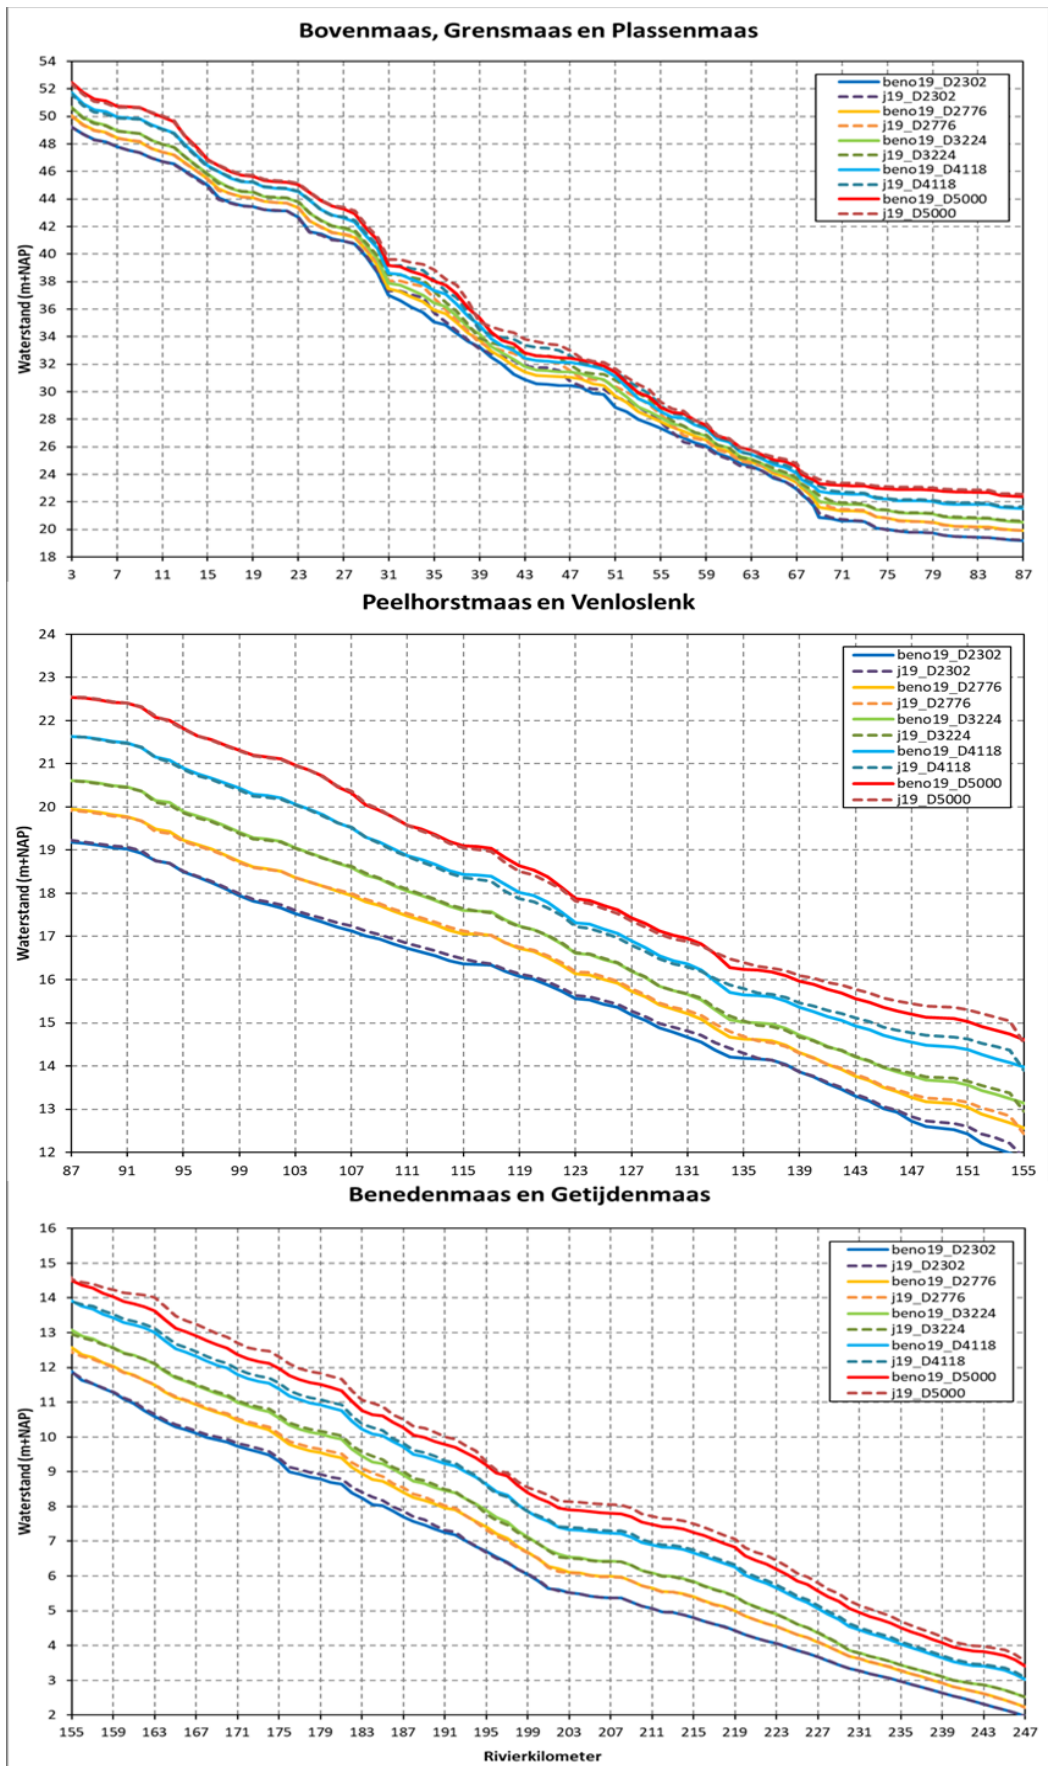 Bovenmaas, Grensmaas en Plassenmaas
Waterstand (m+NAP)
54
52
50
48
46
44
42
40
38
36
34
32
30
28
26
24
22
20
18
beno19_D2302
j19_D2302
beno19_D2776
j19_D2776
beno19_D3224
j19_D3224
beno19_D4118
j19_D4118
beno19_D5000
j19_D5000
3 7 11 15 19 23 27 31 35 39 43 47 51 55 59 63 67 71 75 79 83 87
Peelhorstmaas en Venloslenk
Waterstand (m+NAP)
24
23
22
21
20
19
18
17
16
15
14
13
12
beno19_D2302
j19_D2302
beno19_D2776
j19_D2776
beno19_D3224
j19_D3224
beno19_D4118
j19_D4118
beno19_D5000
j19_D5000
87 91 95 99 103 107 111 115 119 123 127 131 135 139 143 147 151 155
Benedenmaas en Getijdenmaas
Waterstand (m+NAP)
16
15
14
13
12
11
10
9
8
7
6
5
4
3
2
beno19_D2302
j19_D2302
beno19_D2776
j19_D2776
beno19_D3224
j19_D3224
beno19_D4118
j19_D4118
beno19_D5000
j19_D5000
155 159 163 167 171 175 179 183 187 191 195 199 203 207 211 215 219 223 227 231 235 239 243 247
Rivierkilometer